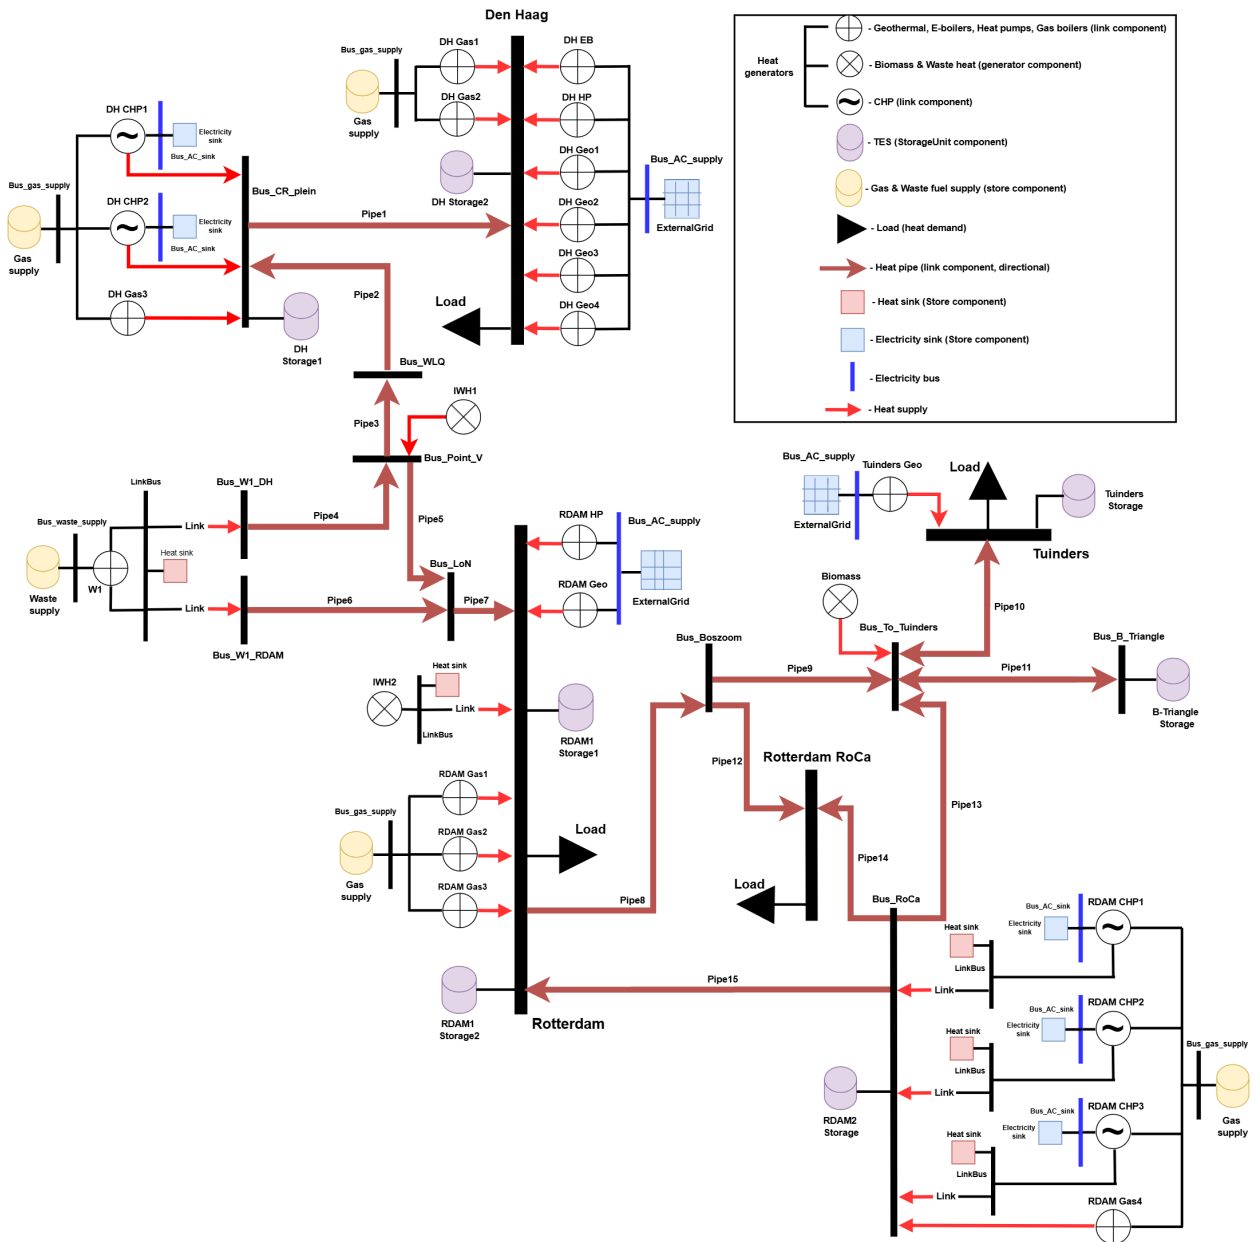 Den Haag
Bus_gas_supply
DH Gas1
DH EB
Gas
supply
DH Gas2
DH HP
DH Geo1
Bus_AC_supply
DH Storage2
DH Geo2
ExternalGrid
DH Geo3
DH Geo4
Load
DH CHP1
Electricity
sink
Bus_AC_sink
Bus_gas_supply
Bus_CR_plein
DH CHP2
Electricity
sink
Bus_AC_sink
Gas
supply
Pipe1
DH Gas3
DH
Storage1
Pipe2
Heat
generators
- Geothermal, E-boilers, Heat pumps, Gas boilers (link component)
- Biomass & Waste heat (generator component)
- CHP (link component)
- TES (StorageUnit component)
- Gas & Waste fuel supply (store component)
- Load (heat demand)
- Heat pipe (link component, directional)
- Heat sink (Store component)
- Electricity sink (Store component)
- Electricity bus
- Heat supply
Bus_WLQ
IWH1
Pipe3
Bus_Point_V
LinkBus
Bus_W1_DH
Link
Pipe4
Pipe5
Bus_waste_supply
Heat sink
Waste
supply
W1
Link
Pipe6
Bus_W1_RDAM
Bus_LoN
Pipe7
RDAM HP
Bus_AC_supply
RDAM Geo
ExternalGrid
Bus_AC_supply
Tuinders Geo
Load
ExternalGrid
Tuinders
Storage
Tuinders
Biomass
Pipe10
Bus_To_Tuinders
Bus_Boszoom
Bus_B_Triangle
Pipe9
Pipe11
B-Triangle
Storage
Heat sink
IWH2
Link
LinkBus
RDAM1
Storage1
Pipe12
Rotterdam RoCa
Pipe13
RDAM Gas1
Bus_gas_supply
RDAM Gas2
Load
Gas
supply
RDAM Gas3
Pipe8
Pipe14
Load
Bus_RoCa
Pipe15
RDAM1
Storage2
Rotterdam
RDAM CHP1
Bus_AC_sink
Electricity
sink
Heat sink
LinkBus
Link
RDAM CHP2
Bus_AC_sink
Electricity
sink
Heat sink
LinkBus
Link
Bus_gas_supply
Gas
supply
RDAM2
Storage
RDAM CHP3
Bus_AC_sink
Electricity
sink
Heat sink
LinkBus
Link
RDAM Gas4